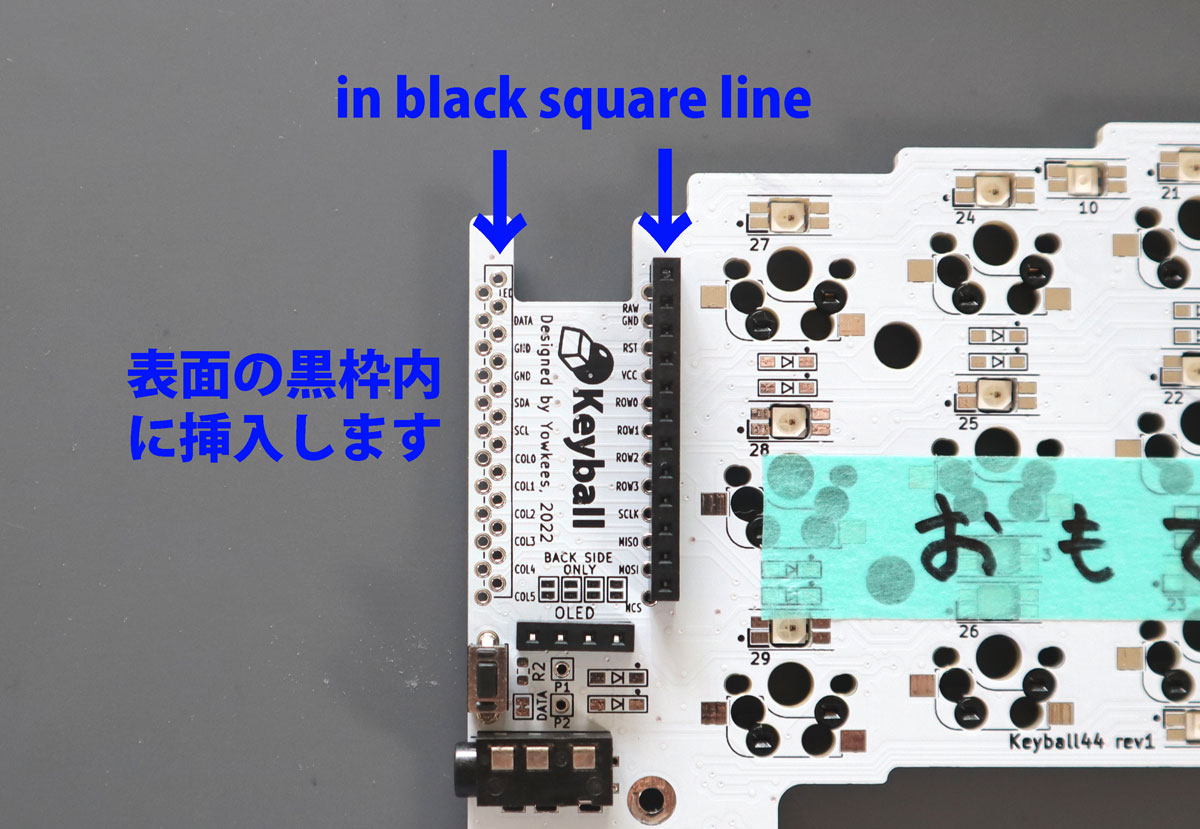 in black square line
表面の黒枠内
に挿入します
21
24
10
27
LED
DATA
GND
GND
SDA
SCL
COL0
COL1
COL2
COL3
COL4
COL5
Designed by Yowkees, 2022
Keyball
RAW
GND
RST
VCC
ROW0
ROW1
ROW2
ROW3
SCLK
MISO
MOSI
MCS
BACK SIDE
ONLY
OLED
22
25
28
おもて
3
23
26
29
R2
P1
DATA
P2
Keyball44 rev1